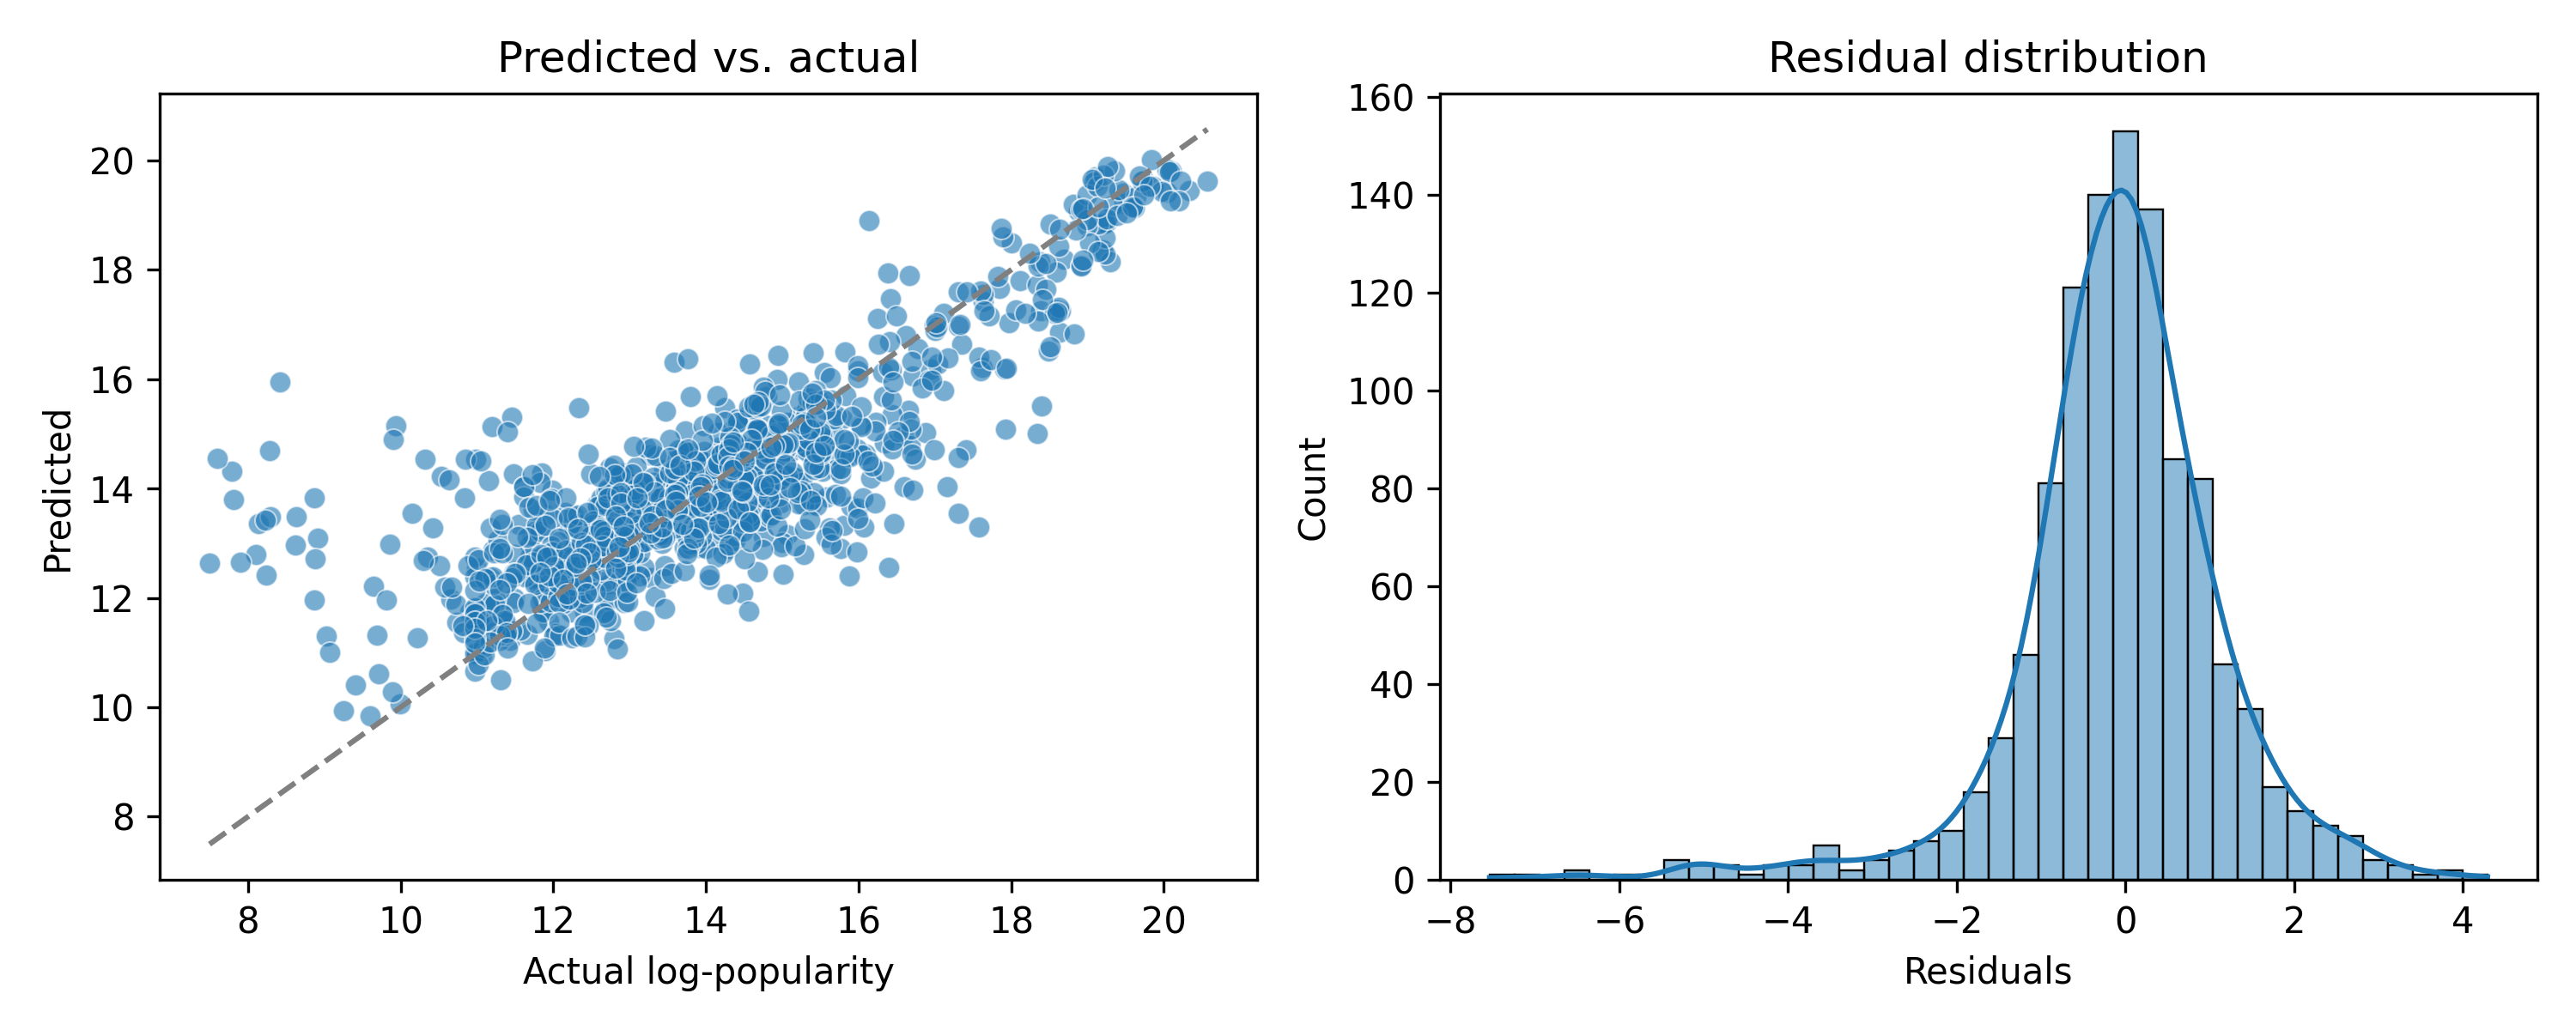 Predicted vs. actual
Predicted
20
18
16
14
12
10
8
8 10 12 14 16 18 20
Actual log-popularity
Residual distribution
Count
160
140
120
100
80
60
40
20
0
−8 −6 −4 −2 0 2 4
Residuals